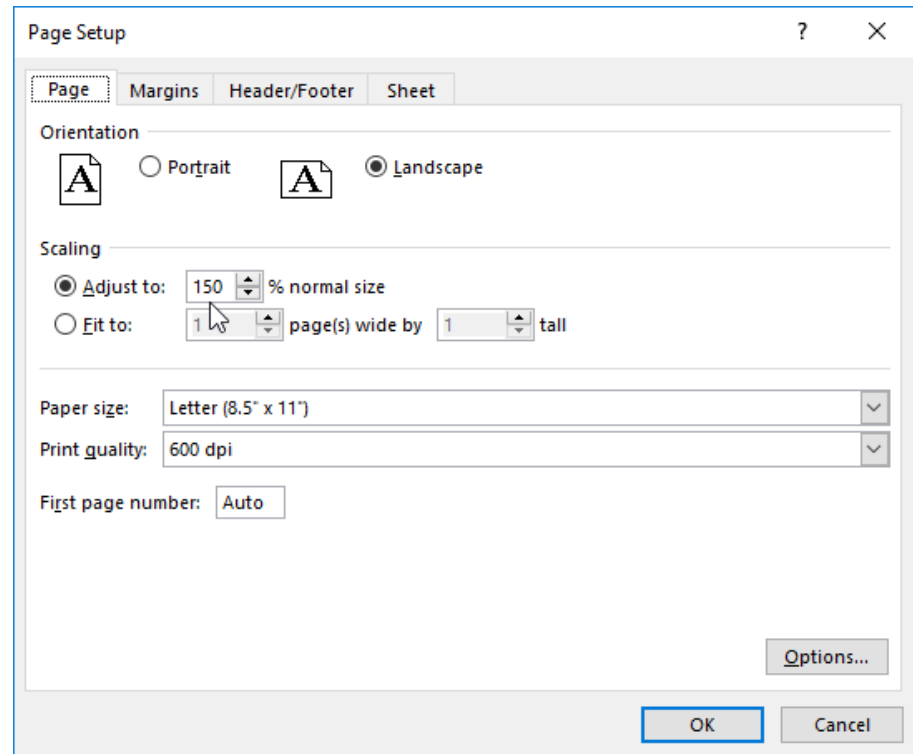 Page Setup ? ×
Page Margins Header/Footer Sheet
Orientation
A Portrait A Landscape
Scaling
Adjust to: 150 % normal size
Fit to: 1 page(s) wide by 1 tall
Paper size: Letter (8.5" x 11")
Print quality: 600 dpi
First page number: Auto
Options...
OK Cancel